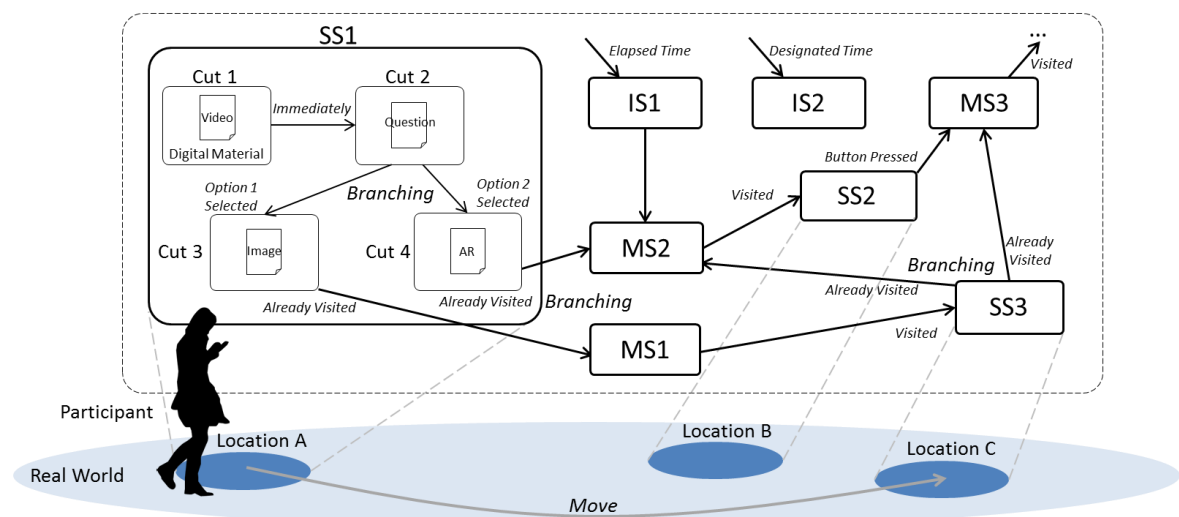 SS1
Cut 1
Cut 2
Video
Digital Material
Immediately
Question
Option 1
Selected
Branching
Option 2
Selected
Cut 3
Image
Cut 4
AR
Already Visited
Already Visited
Branching
Elapsed Time
IS1
Designated Time
IS2
...
Visited
MS3
Button Pressed
Visited
SS2
MS2
Already
Visited
Branching
Already Visited
SS3
Visited
MS1
Participant
Real World
Location A
Location B
Location C
Move